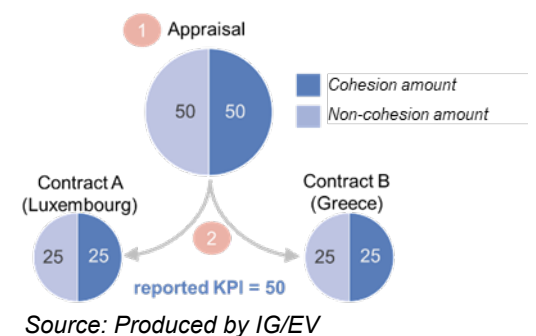 1 Appraisal
50 50
Cohesion amount
Non-cohesion amount
Contract A
(Luxembourg)
Contract B
(Greece)
25 25
2
25 25
reported KPI = 50
Source: Produced by IG/EV